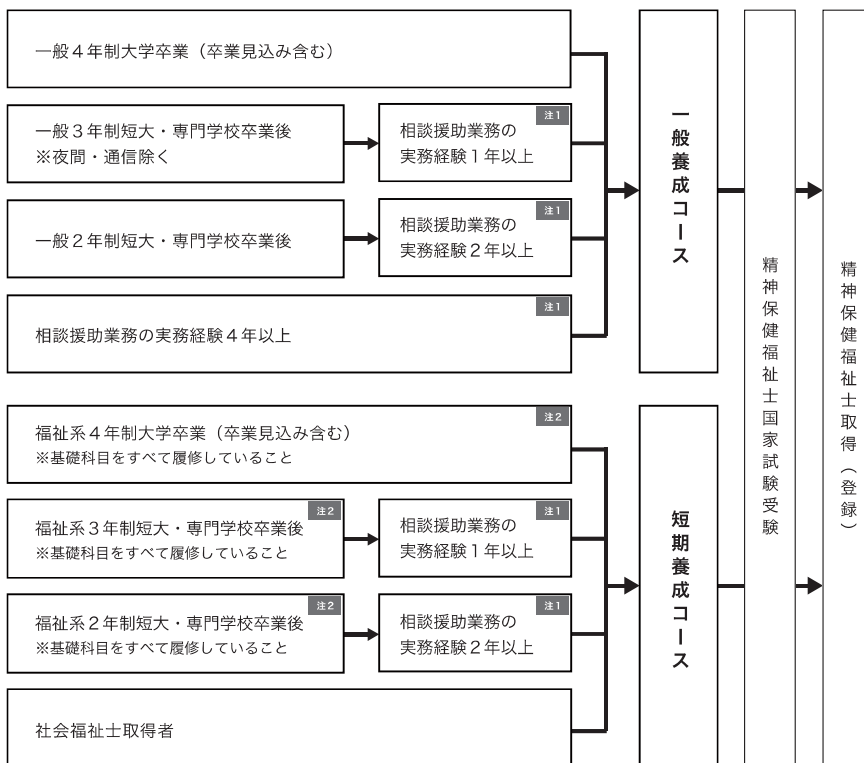 一般４年制大学卒業（卒業見込み含む）
一般３年制短大・専門学校卒業後
※夜間・通信除く
注1
相談援助業務の
実務経験１年以上
一般２年制短大・専門学校卒業後
注1
相談援助業務の
実務経験２年以上
注1
相談援助業務の実務経験４年以上
一般養成コース
注2
福祉系４年制大学卒業（卒業見込み含む）
※基礎科目をすべて履修していること
注2
福祉系３年制短大・専門学校卒業後
※基礎科目をすべて履修していること
注1
相談援助業務の
実務経験１年以上
注2
福祉系２年制短大・専門学校卒業後
※基礎科目をすべて履修していること
注1
相談援助業務の
実務経験２年以上
社会福祉士取得者
短期養成コース
精神保健福祉士国家試験受験
精神保健福祉士取得（登録）